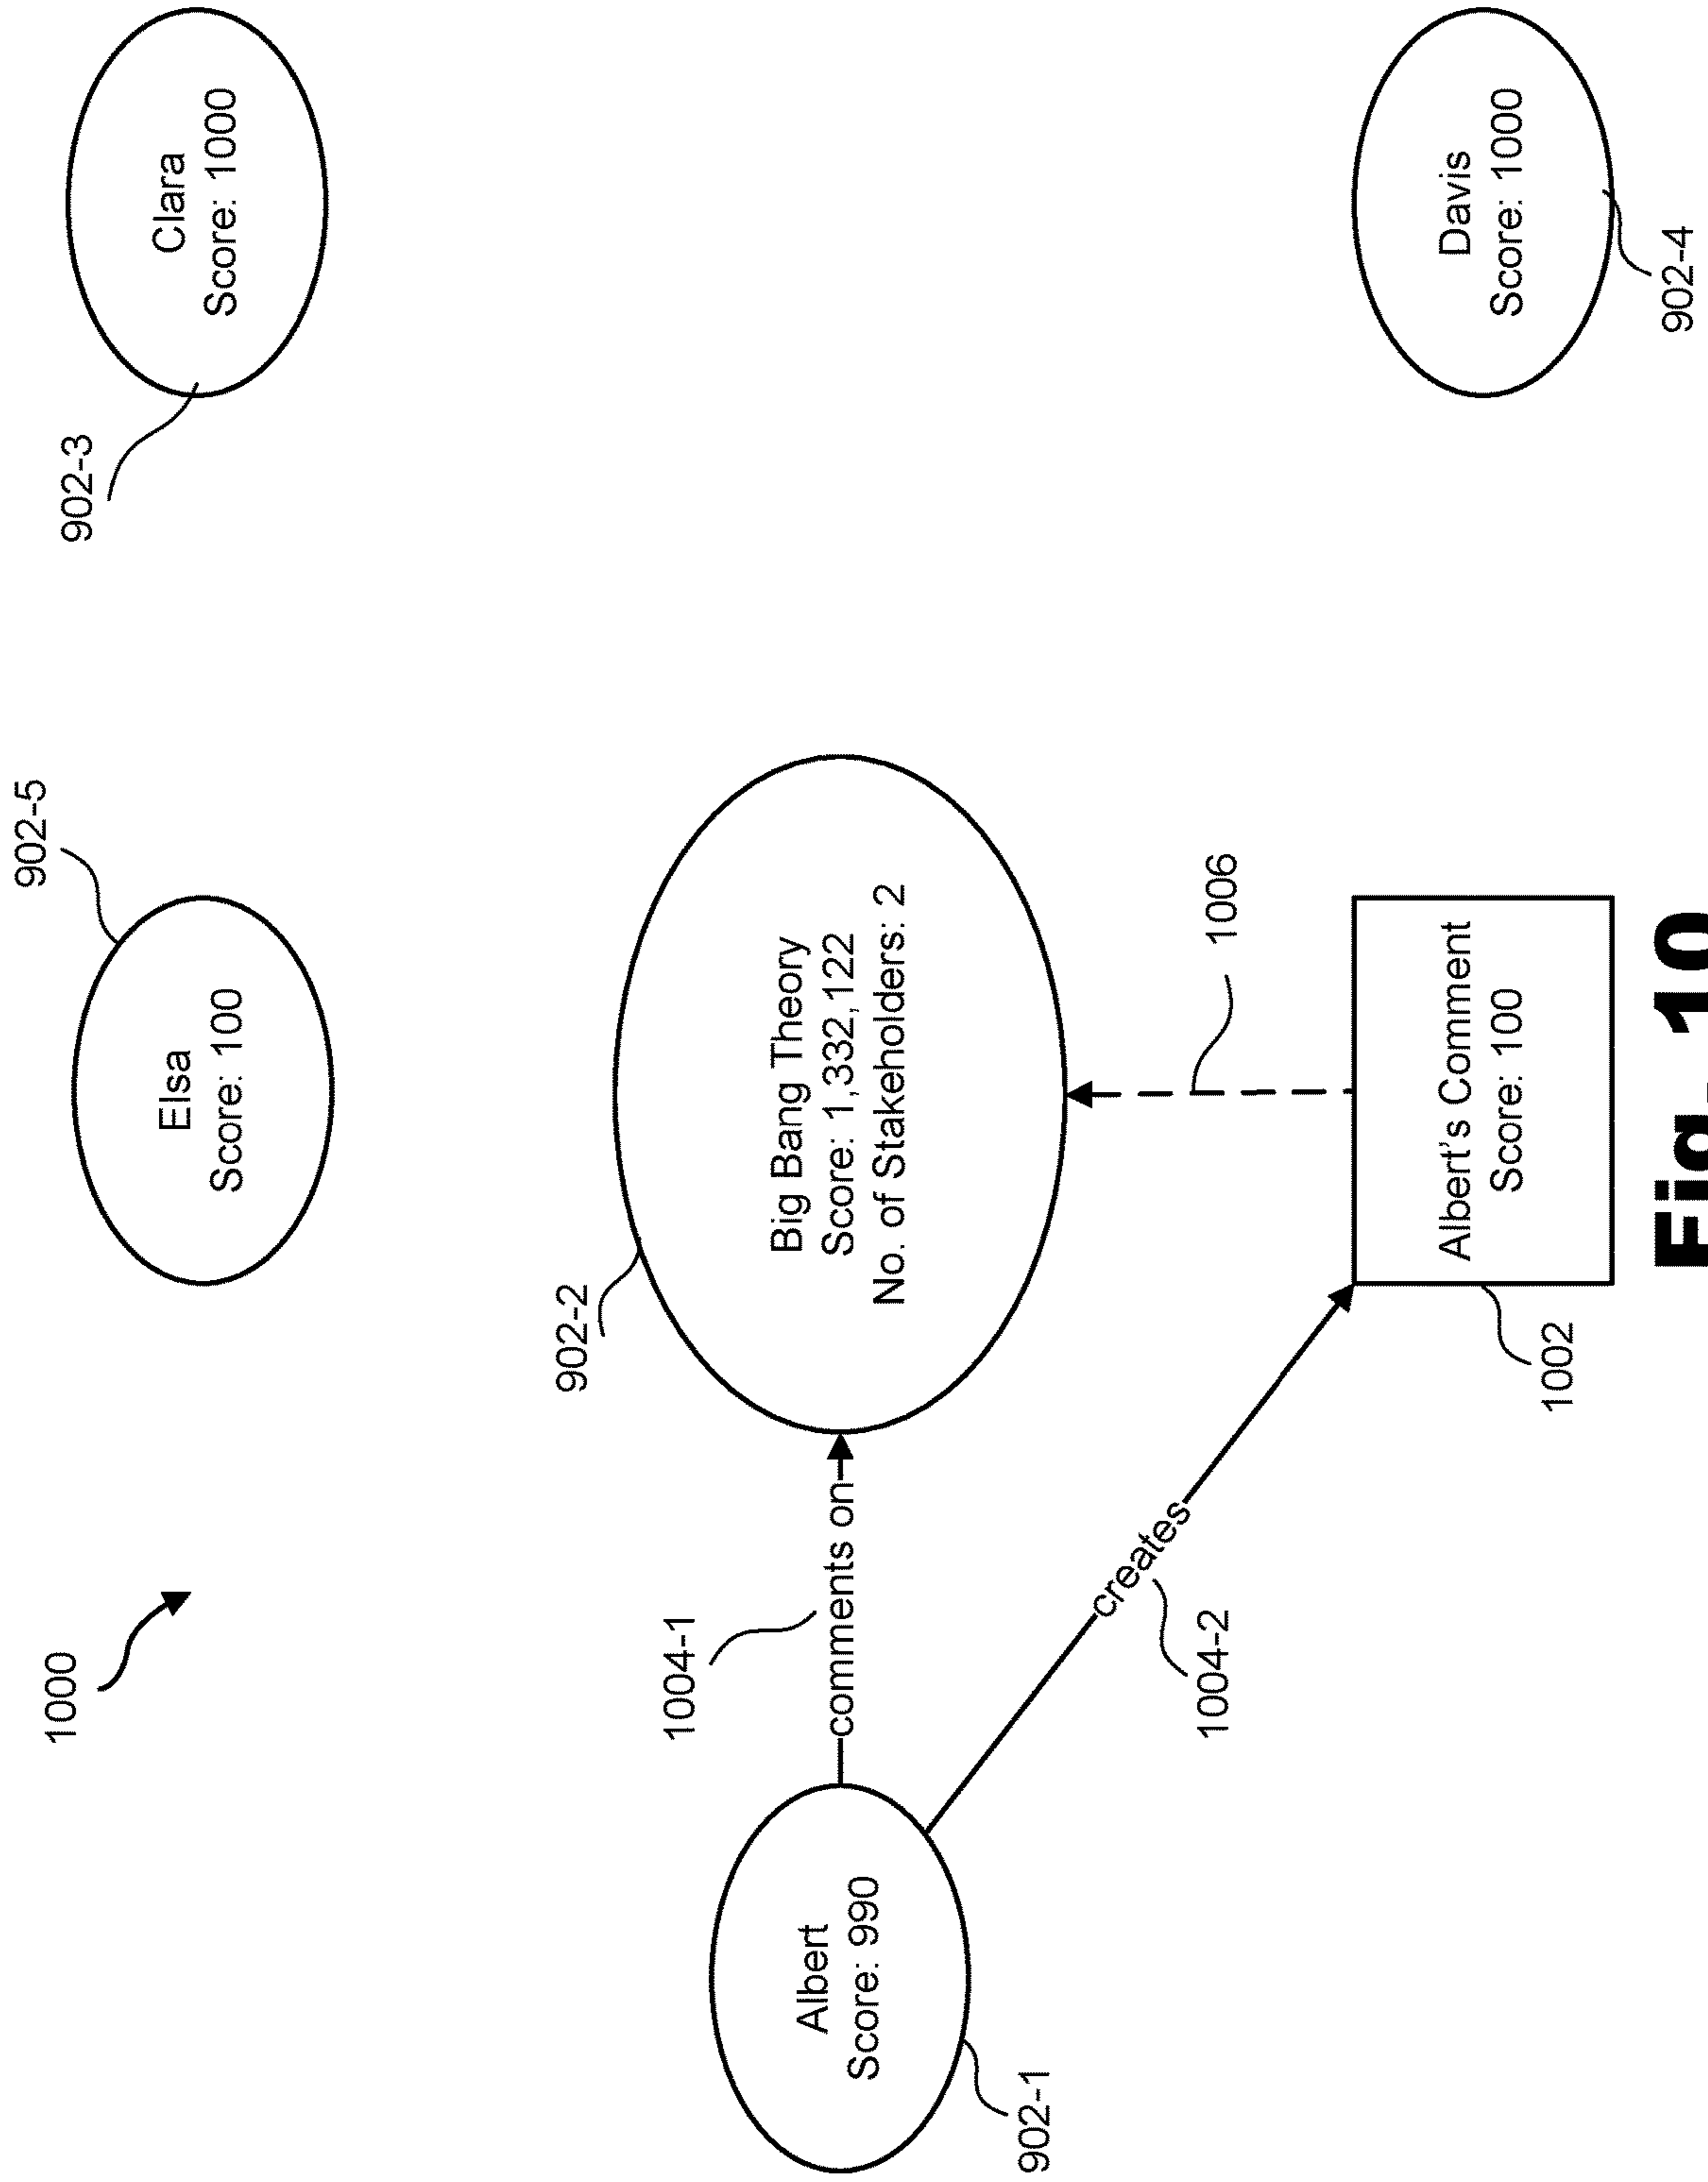 1000
902-5
Elsa
Score: 100
902-3
Clara
Score: 1000
902-2
Big Bang Theory
Score: 1,332,122
No. of Stakeholders: 2
1004-1
comments on
Albert
Score: 990
902-1
creates
1004-2
1006
Albert's Comment
Score: 100
1002
Davis
Score: 1000
902-4
Fig. 10